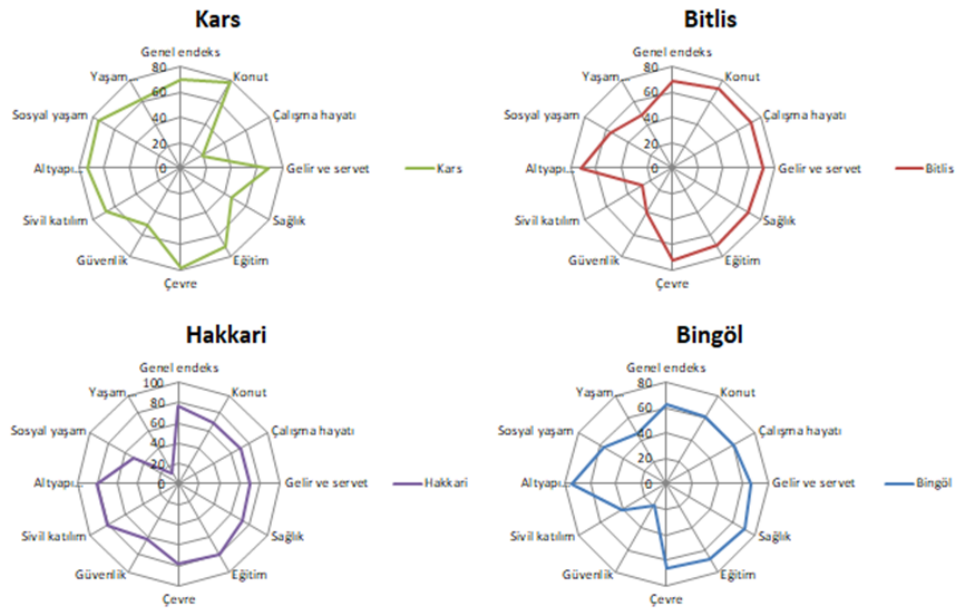 Kars
Genel endeks
Konut
Çalışma hayatı
Gelir ve servet
Sağlık
Eğitim
Çevre
Güvenlik
Sivil katılım
Altyapı...
Sosyal yaşam
Yaşam...
80
60
40
20
0
Kars
Bitlis
Genel endeks
Konut
Çalışma hayatı
Gelir ve servet
Sağlık
Eğitim
Çevre
Güvenlik
Sivil katılım
Altyapı...
Sosyal yaşam
Yaşam...
80
60
40
20
0
Bitlis
Hakkari
Genel endeks
Konut
Çalışma hayatı
Gelir ve servet
Sağlık
Eğitim
Çevre
Güvenlik
Sivil katılım
Altyapı...
Sosyal yaşam
Yaşam...
100
80
60
40
20
0
Hakkari
Bingöl
Genel endeks
Konut
Çalışma hayatı
Gelir ve servet
Sağlık
Eğitim
Çevre
Güvenlik
Sivil katılım
Altyapı...
Sosyal yaşam
Yaşam...
80
60
40
20
0
Bingöl